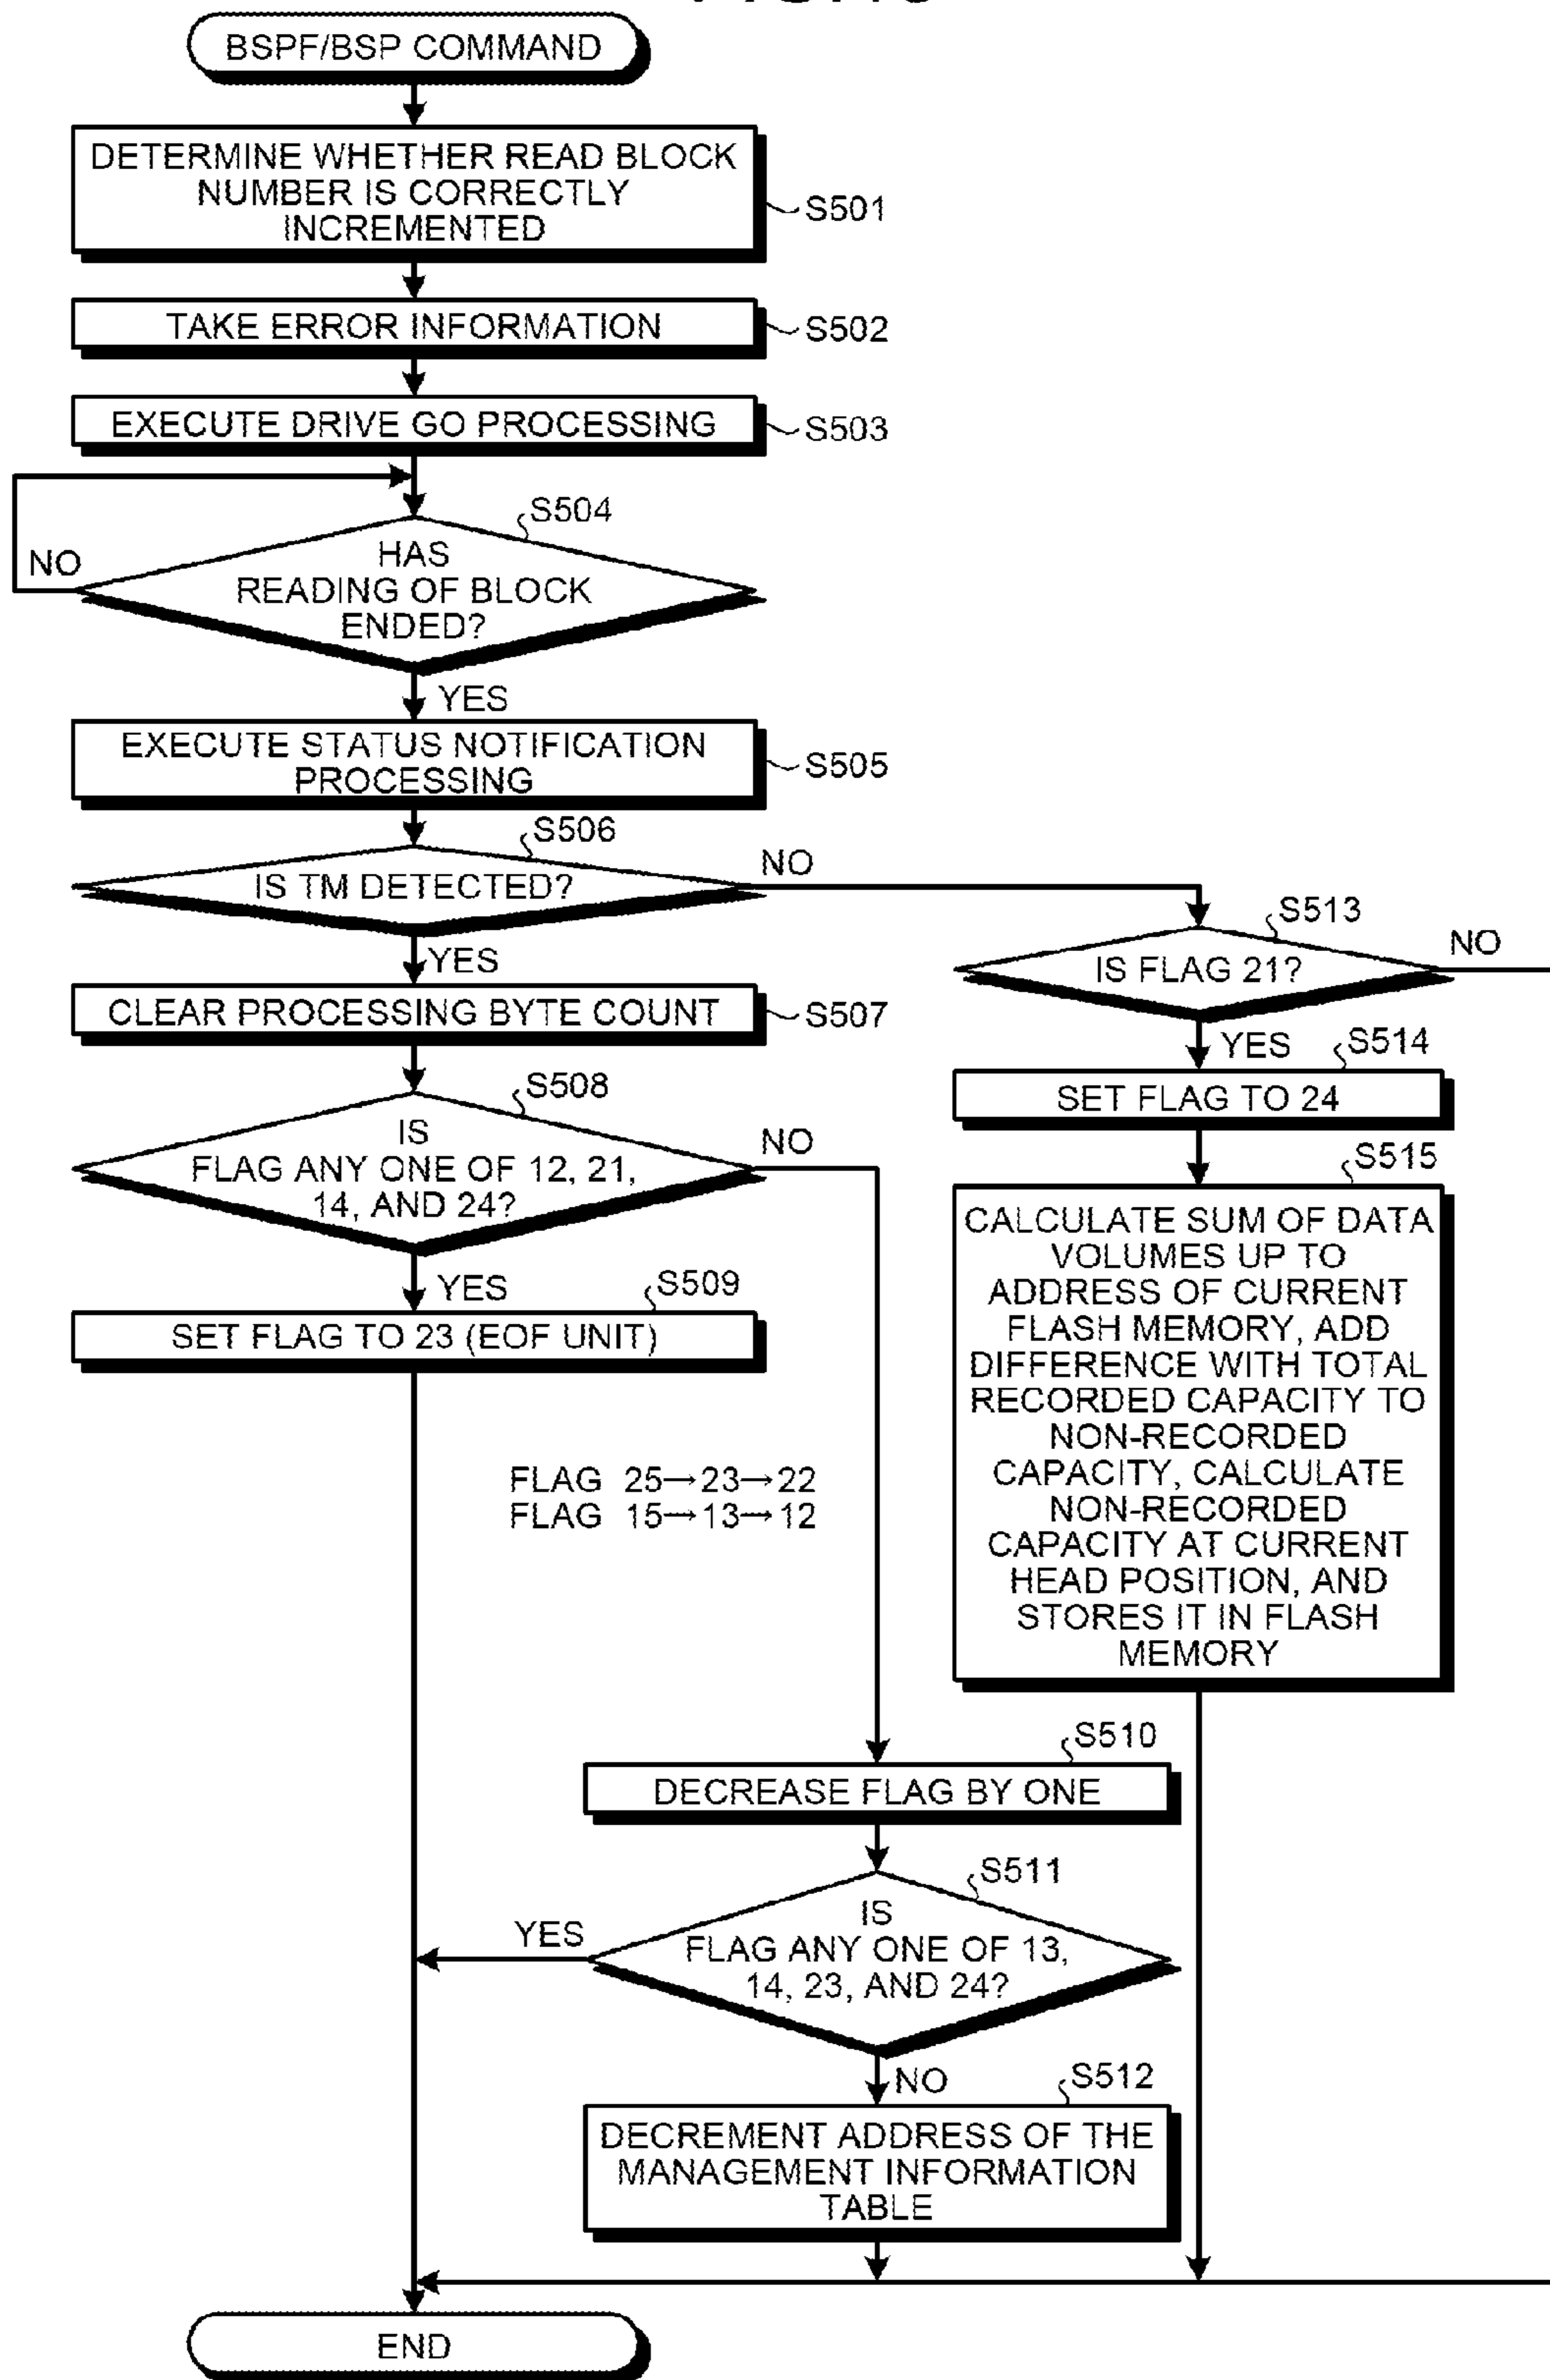 BSPF/BSP COMMAND
DETERMINE WHETHER READ BLOCK
NUMBER IS CORRECTLY
INCREMENTED
S501
TAKE ERROR INFORMATION
S502
EXECUTE DRIVE GO PROCESSING
S503
S504
NO
HAS
READING OF BLOCK
ENDED?
YES
EXECUTE STATUS NOTIFICATION
PROCESSING
S505
S506
NO
IS TM DETECTED?
YES
S513
NO
IS FLAG 21?
CLEAR PROCESSING BYTE COUNT
S507
YES
S514
SET FLAG TO 24
S508
NO
IS
FLAG ANY ONE OF 12, 21,
14, AND 24?
YES
S509
SET FLAG TO 23 (EOF UNIT)
S515
CALCULATE SUM OF DATA
VOLUMES UP TO
ADDRESS OF CURRENT
FLASH MEMORY, ADD
DIFFERENCE WITH TOTAL
RECORDED CAPACITY TO
NON-RECORDED
CAPACITY, CALCULATE
NON-RECORDED
CAPACITY AT CURRENT
HEAD POSITION, AND
STORES IT IN FLASH
MEMORY
FLAG 25→23→22
FLAG 15→13→12
S510
DECREASE FLAG BY ONE
S511
YES
IS
FLAG ANY ONE OF 13,
14, 23, AND 24?
NO
S512
DECREMENT ADDRESS OF THE
MANAGEMENT INFORMATION
TABLE
END